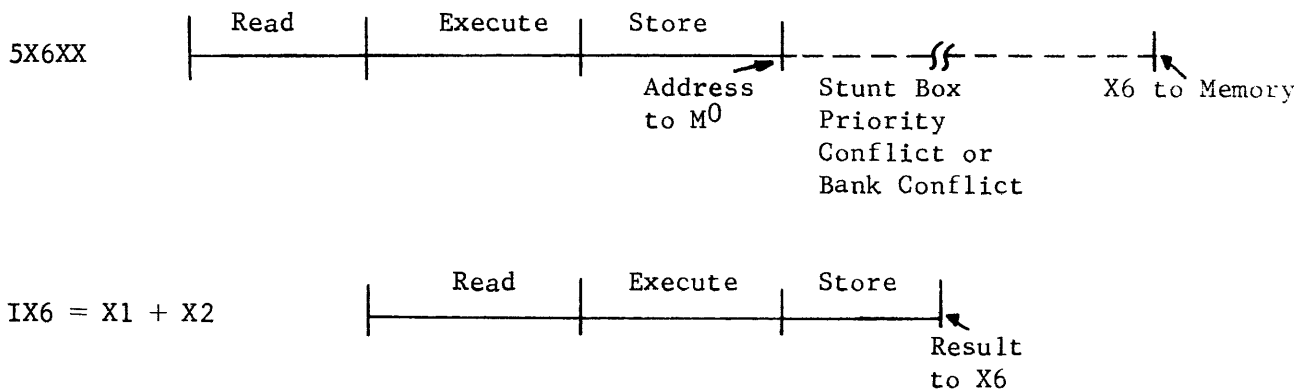 Read Execute Store
5X6XX
Address
to M0
Stunt Box
Priority
Conflict or
Bank Conflict
X6 to Memory
Read Execute Store
IX6 = X1 + X2
Result
to X6